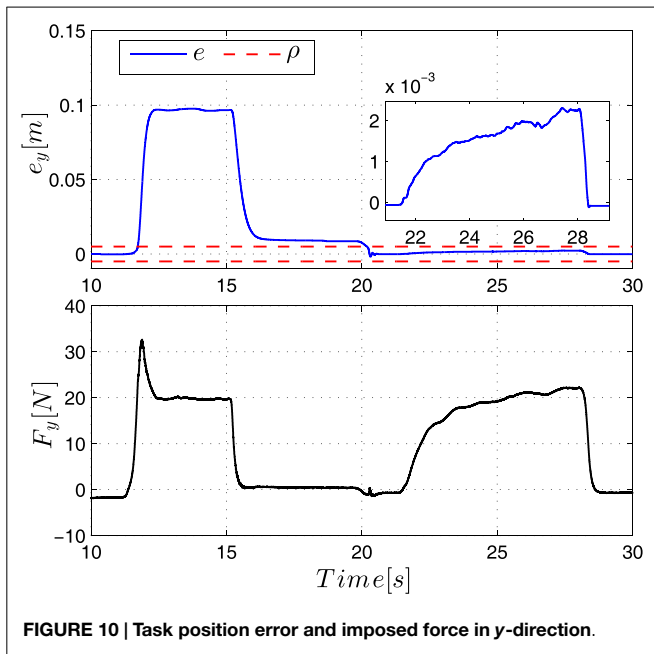 0.15
0.1
0.05
0
e_y[m]
e
ρ
x 10^-3
2
1
0
22 24 26 28
10 15 20 25 30
40
30
20
10
0
−10
F_y[N]
10 15 20 25 30
Time[s]
FIGURE 10 | Task position error and imposed force in y-direction.